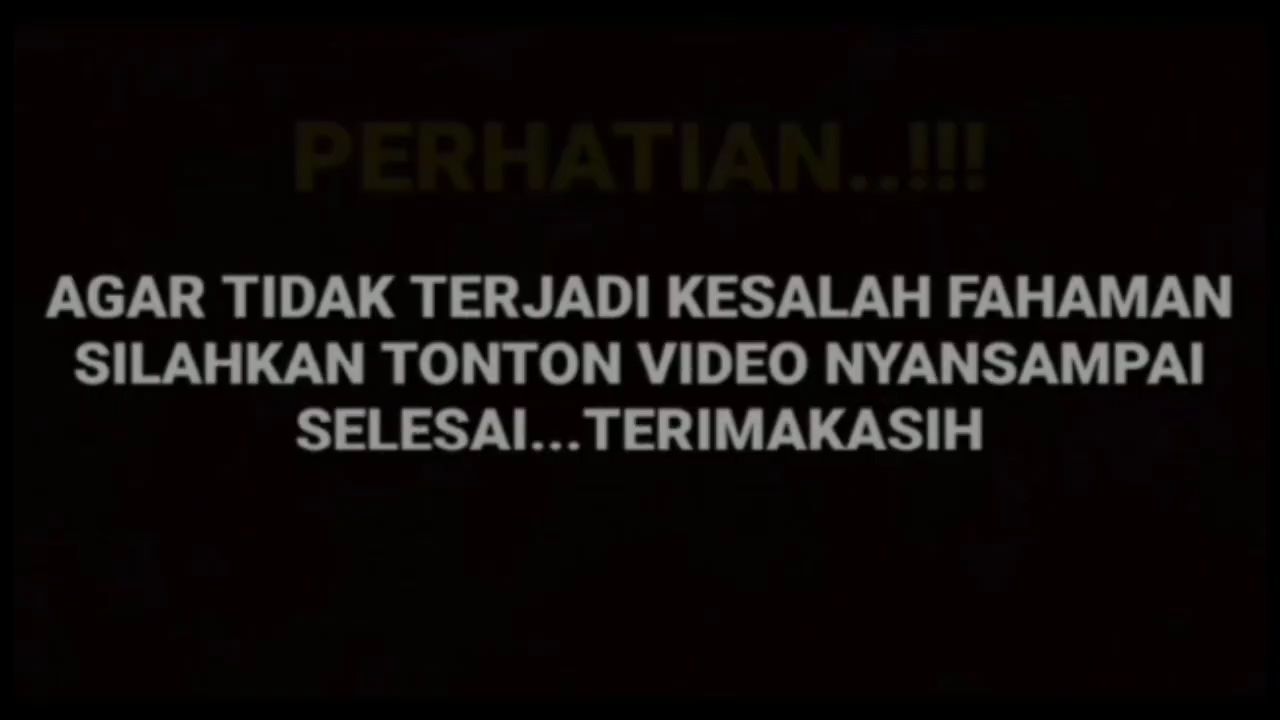 PERHATIAN..!!!
AGAR TIDAK TERJADI KESALAH FAHAMAN
SILAHKAN TONTON VIDEO NYANSAMPAI
SELESAI...TERIMAKASIH